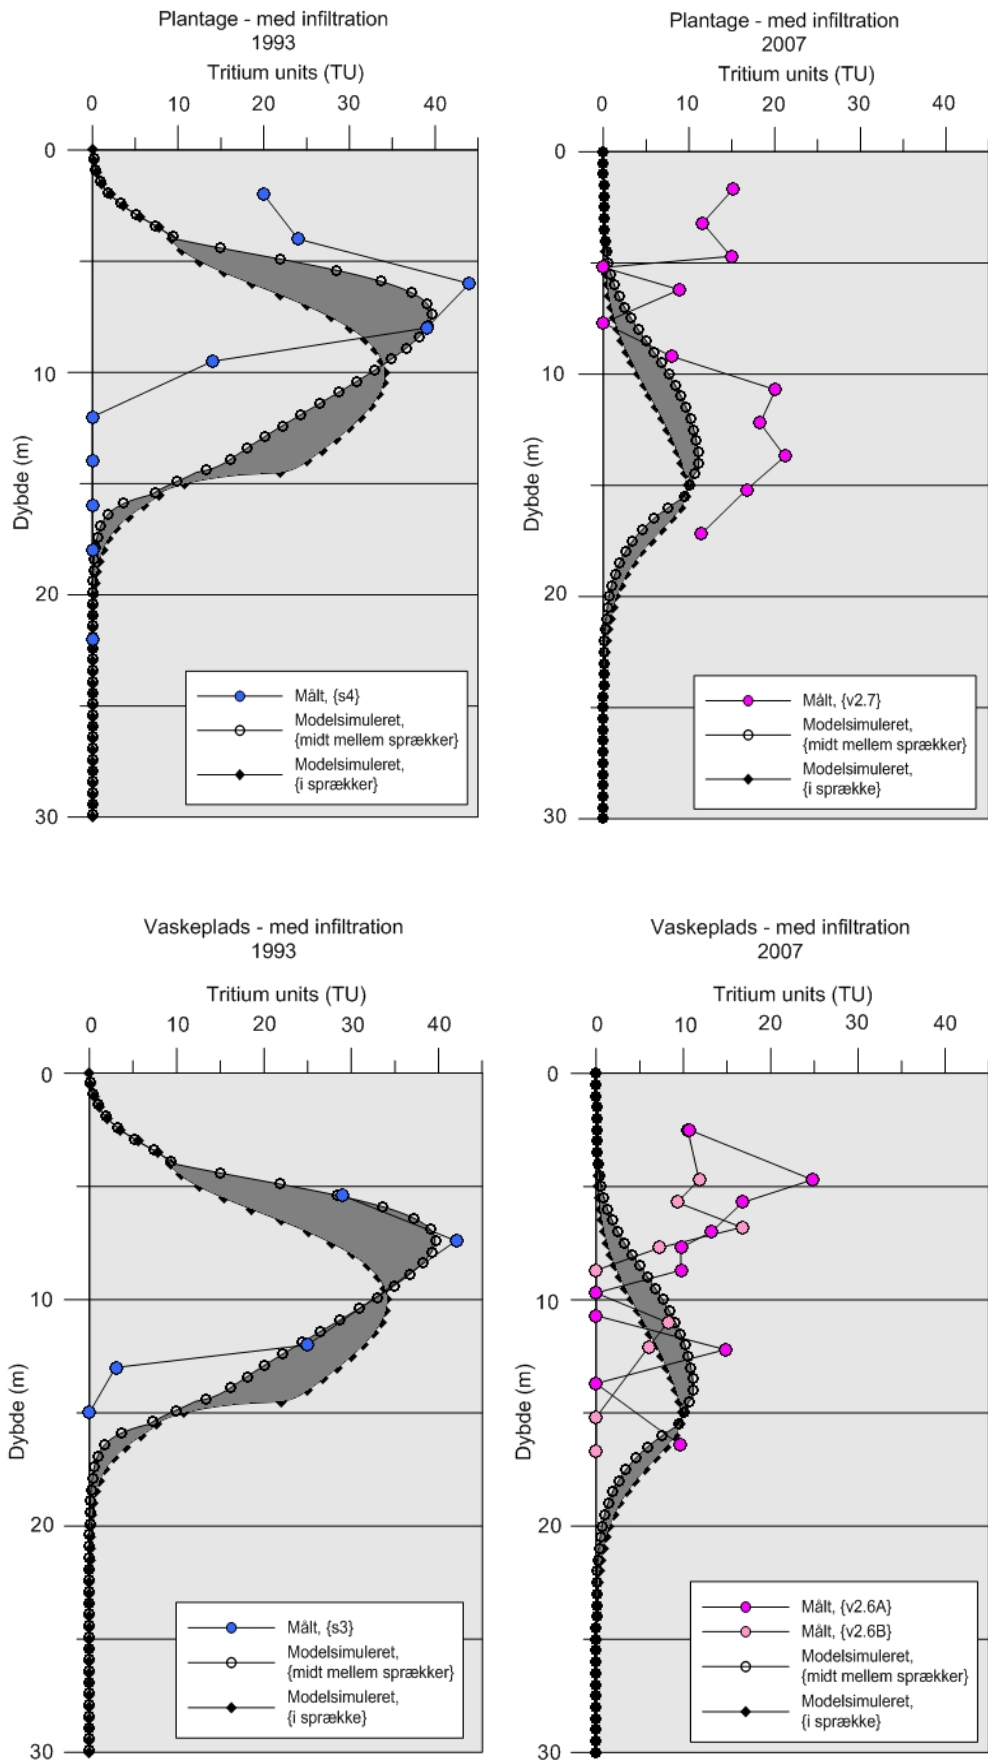 Plantage - med infiltration
1993
Tritium units (TU)
0 10 20 30 40
0
10
20
30
Dybde (m)
Målt, {s4}
Modelsimuleret,
{midt mellem sprækker}
Modelsimuleret,
{i sprækker}
Plantage - med infiltration
2007
Tritium units (TU)
0 10 20 30 40
0
10
20
30
Dybde (m)
Målt, {v2.7}
Modelsimuleret,
{midt mellem sprækker}
Modelsimuleret,
{i sprække}
Vaskeplads - med infiltration
1993
Tritium units (TU)
0 10 20 30 40
0
10
20
30
Dybde (m)
Målt, {s3}
Modelsimuleret,
{midt mellem sprækker}
Modelsimuleret,
{i sprække}
Vaskeplads - med infiltration
2007
Tritium units (TU)
0 10 20 30 40
0
10
20
30
Dybde (m)
Målt, {v2.6A}
Målt, {v2.6B}
Modelsimuleret,
{midt mellem sprækker}
Modelsimuleret,
{i sprække}